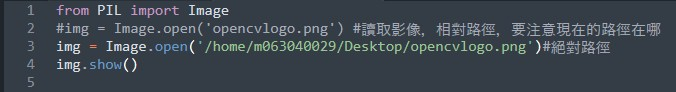 1 from PIL import Image
2 #img = Image.open('opencvlogo.png') #讀取影像, 相對路徑, 要注意現在的路徑在哪
3 img = Image.open('/home/m063040029/Desktop/opencvlogo.png')#絕對路徑
4 img.show()
5